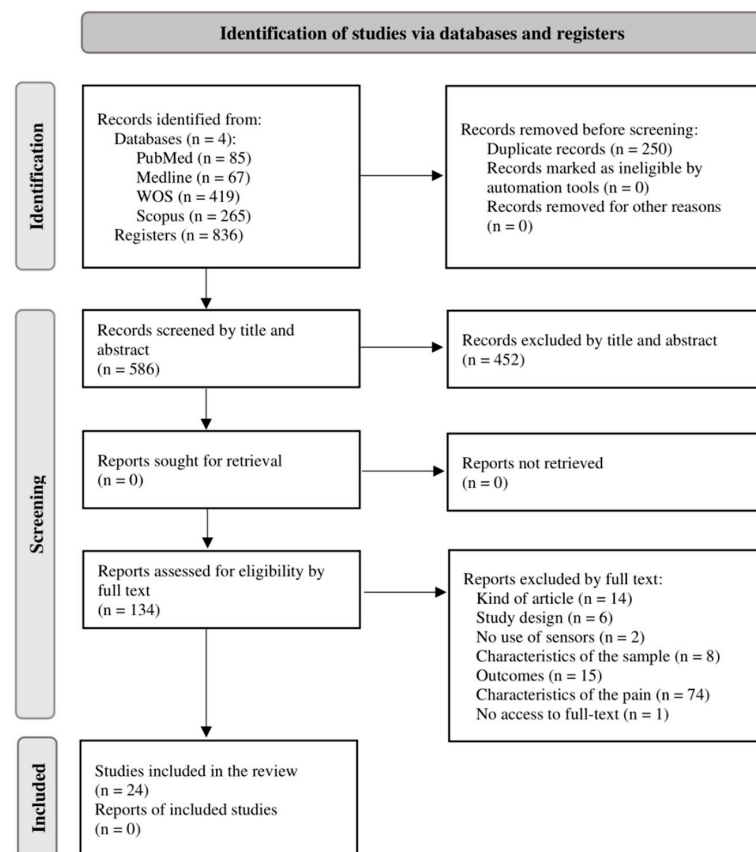 Identification of studies via databases and registers
Identification
Records identified from:
Databases (n = 4):
PubMed (n = 85)
Medline (n = 67)
WOS (n = 419)
Scopus (n = 265)
Registers (n = 836)
Records removed before screening:
Duplicate records (n = 250)
Records marked as ineligible by
automation tools (n = 0)
Records removed for other reasons
(n = 0)
Screening
Records screened by title and
abstract
(n = 586)
Records excluded by title and abstract
(n = 452)
Reports sought for retrieval
(n = 0)
Reports not retrieved
(n = 0)
Reports assessed for eligibility by
full text
(n = 134)
Reports excluded by full text:
Kind of article (n = 14)
Study design (n = 6)
No use of sensors (n = 2)
Characteristics of the sample (n = 8)
Outcomes (n = 15)
Characteristics of the pain (n = 74)
No access to full-text (n = 1)
Included
Studies included in the review
(n = 24)
Reports of included studies
(n = 0)